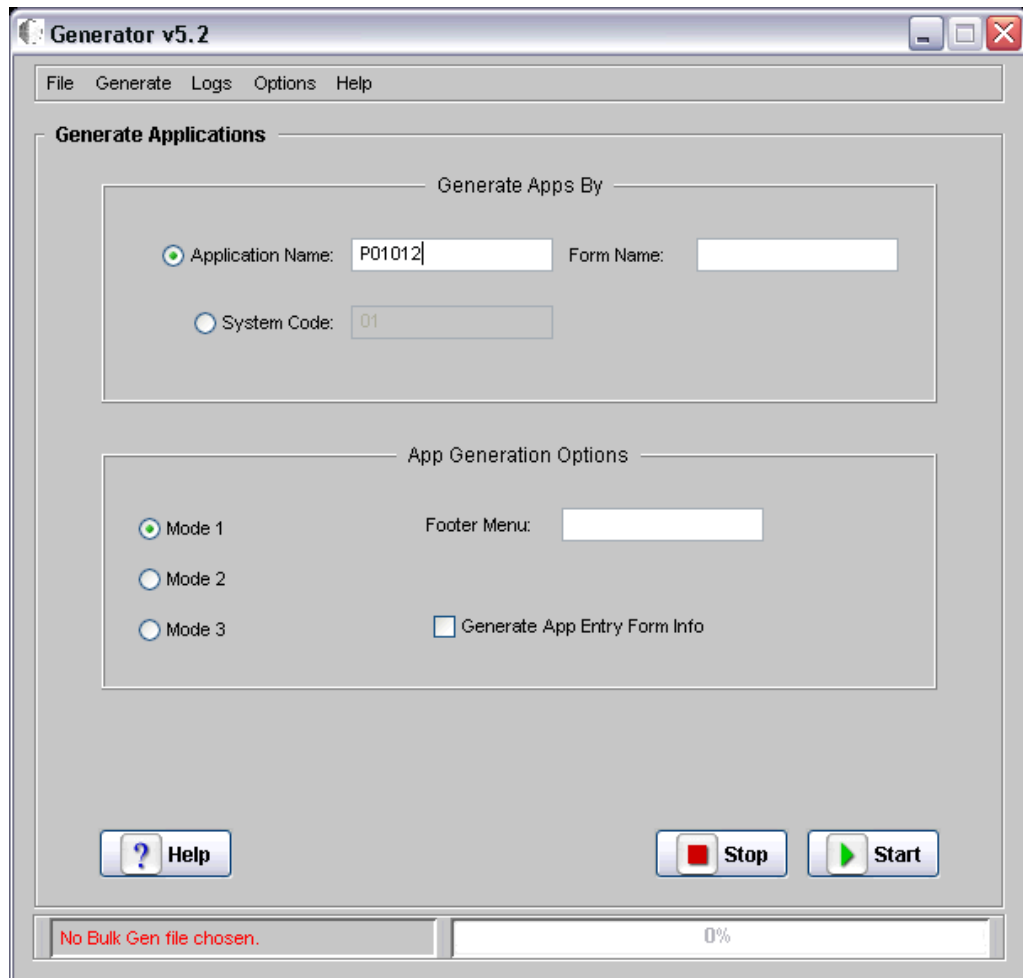 Generator v5.2
File Generate Logs Options Help
Generate Applications
Generate Apps By
Application Name: P01012 Form Name:
System Code: 01
App Generation Options
Mode 1 Footer Menu:
Mode 2
Mode 3 Generate App Entry Form Info
? Help Stop Start
No Bulk Gen file chosen. 0%